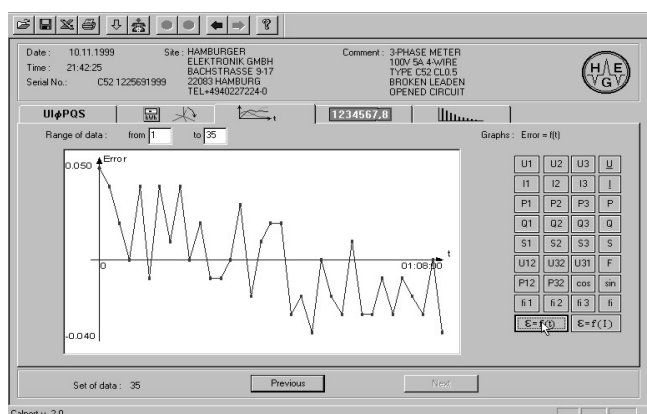 Date : 10.11.1999 Site : HAMBURGER Comment : 3-PHASE METER
ELEKTRONIK GMBH 100V 5A 4-WIRE
Time : 21:42:25 BACHSTRASSE 9-17 TYPE C52 CL0.5
Serial No.: C52 1225691999 22083 HAMBURG BROKEN LEADEN
TEL+4940227224-0 OPENED CIRCUIT
H E
V G
UIϕPQS t 1234567,8
Range of data : from 1 to 35 Graphs : Error = f(t)
0.050 Error
0 01:08:00 t
-0.040
U1 U2 U3 U
I1 I2 I3 I
P1 P2 P3 P
Q1 Q2 Q3 Q
S1 S2 S3 S
U12 U32 U31 F
P12 P32 cos sin
fi 1 fi 2 fi 3 fi
ε=f(t) ε=f(I)
Set of data : 35 Previous Next